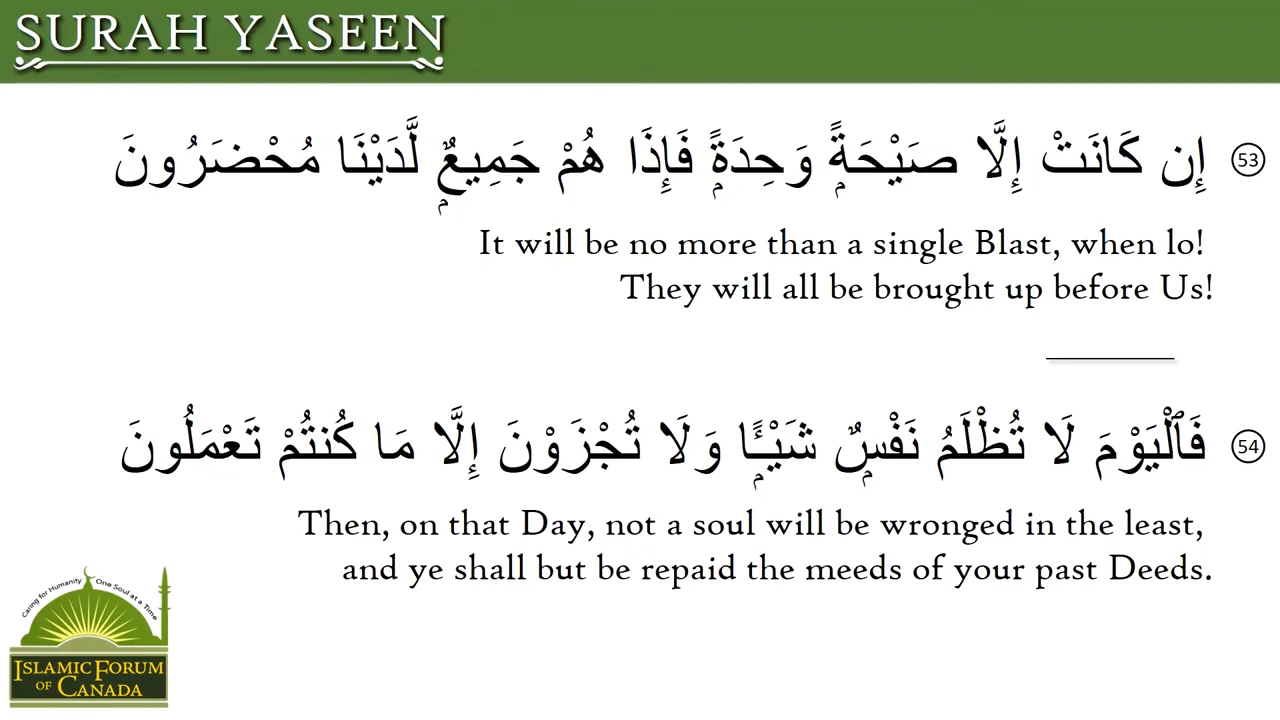 SURAH YASEEN
إِن كَانَتْ إِلَّا صَيْحَةًۭ وَٰحِدَةًۭ فَإِذَا هُمْ جَمِيعٌۭ لَّدَيْنَا مُحْضَرُونَ 53
It will be no more than a single Blast, when lo!
They will all be brought up before Us!
فَٱلْيَوْمَ لَا تُظْلَمُ نَفْسٌۭ شَيْـًۭٔا وَلَا تُجْزَوْنَ إِلَّا مَا كُنتُمْ تَعْمَلُونَ 54
Then, on that Day, not a soul will be wronged in the least,
and ye shall but be repaid the meeds of your past Deeds.
Caring for Humanity One Soul at a Time
ISLAMIC FORUM
OF CANADA